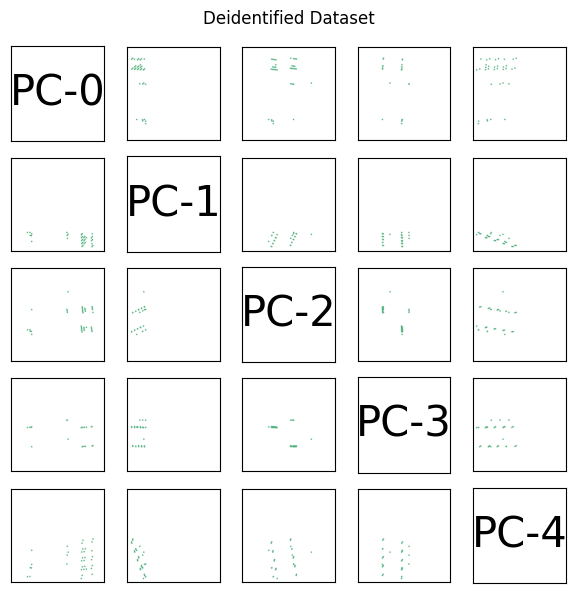 Deidentified Dataset
PC-0
PC-1
PC-2
PC-3
PC-4